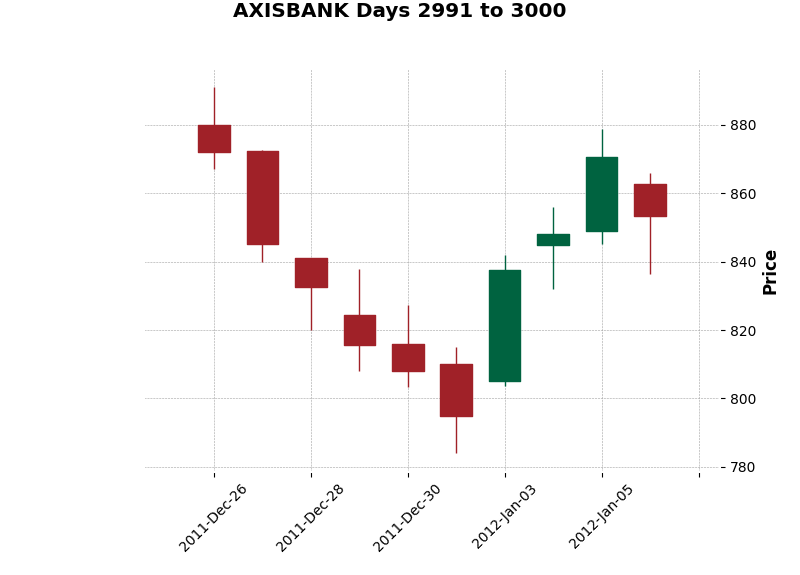 AXISBANK Days 2991 to 3000
880
860
840
820
800
780
Price
2011-Dec-26
2011-Dec-28
2011-Dec-30
2012-Jan-03
2012-Jan-05